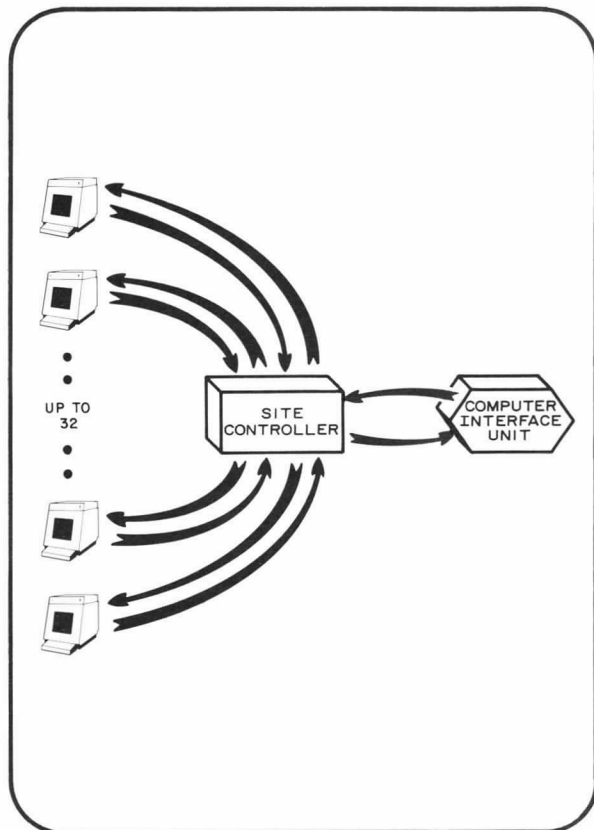 UP TO
32
SITE
CONTROLLER
COMPUTER
INTERFACE
UNIT